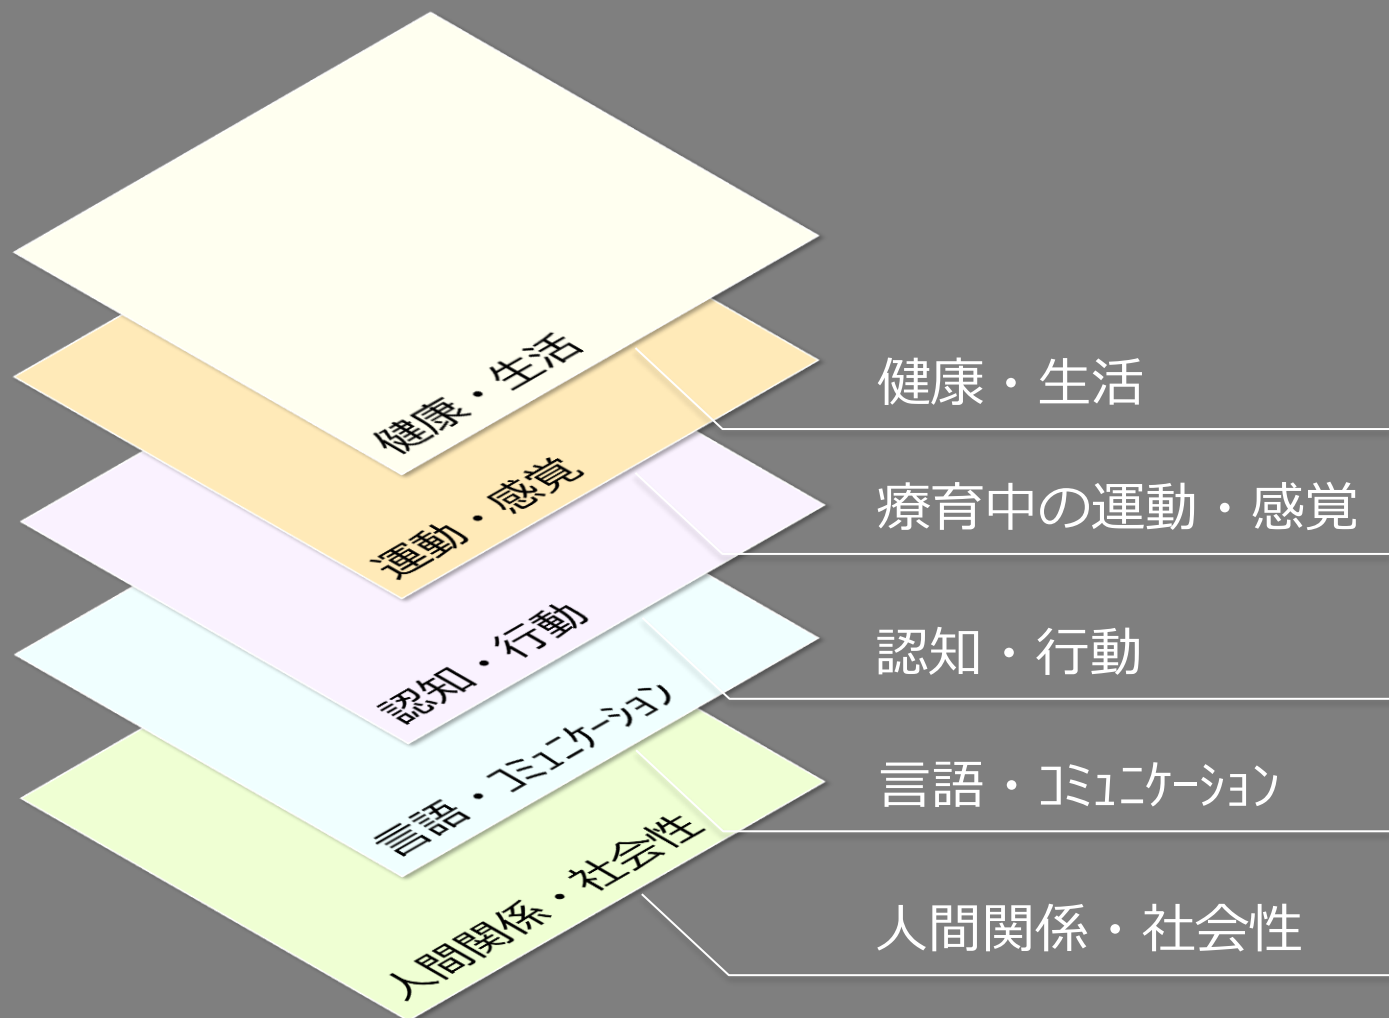 健康・生活
健康・生活
運動・感覚
療育中の運動・感覚
認知・行動
認知・行動
言語・ｺﾐｭﾆｹｰｼｮﾝ
言語・ｺﾐｭﾆｹｰｼｮﾝ
人間関係・社会性
人間関係・社会性